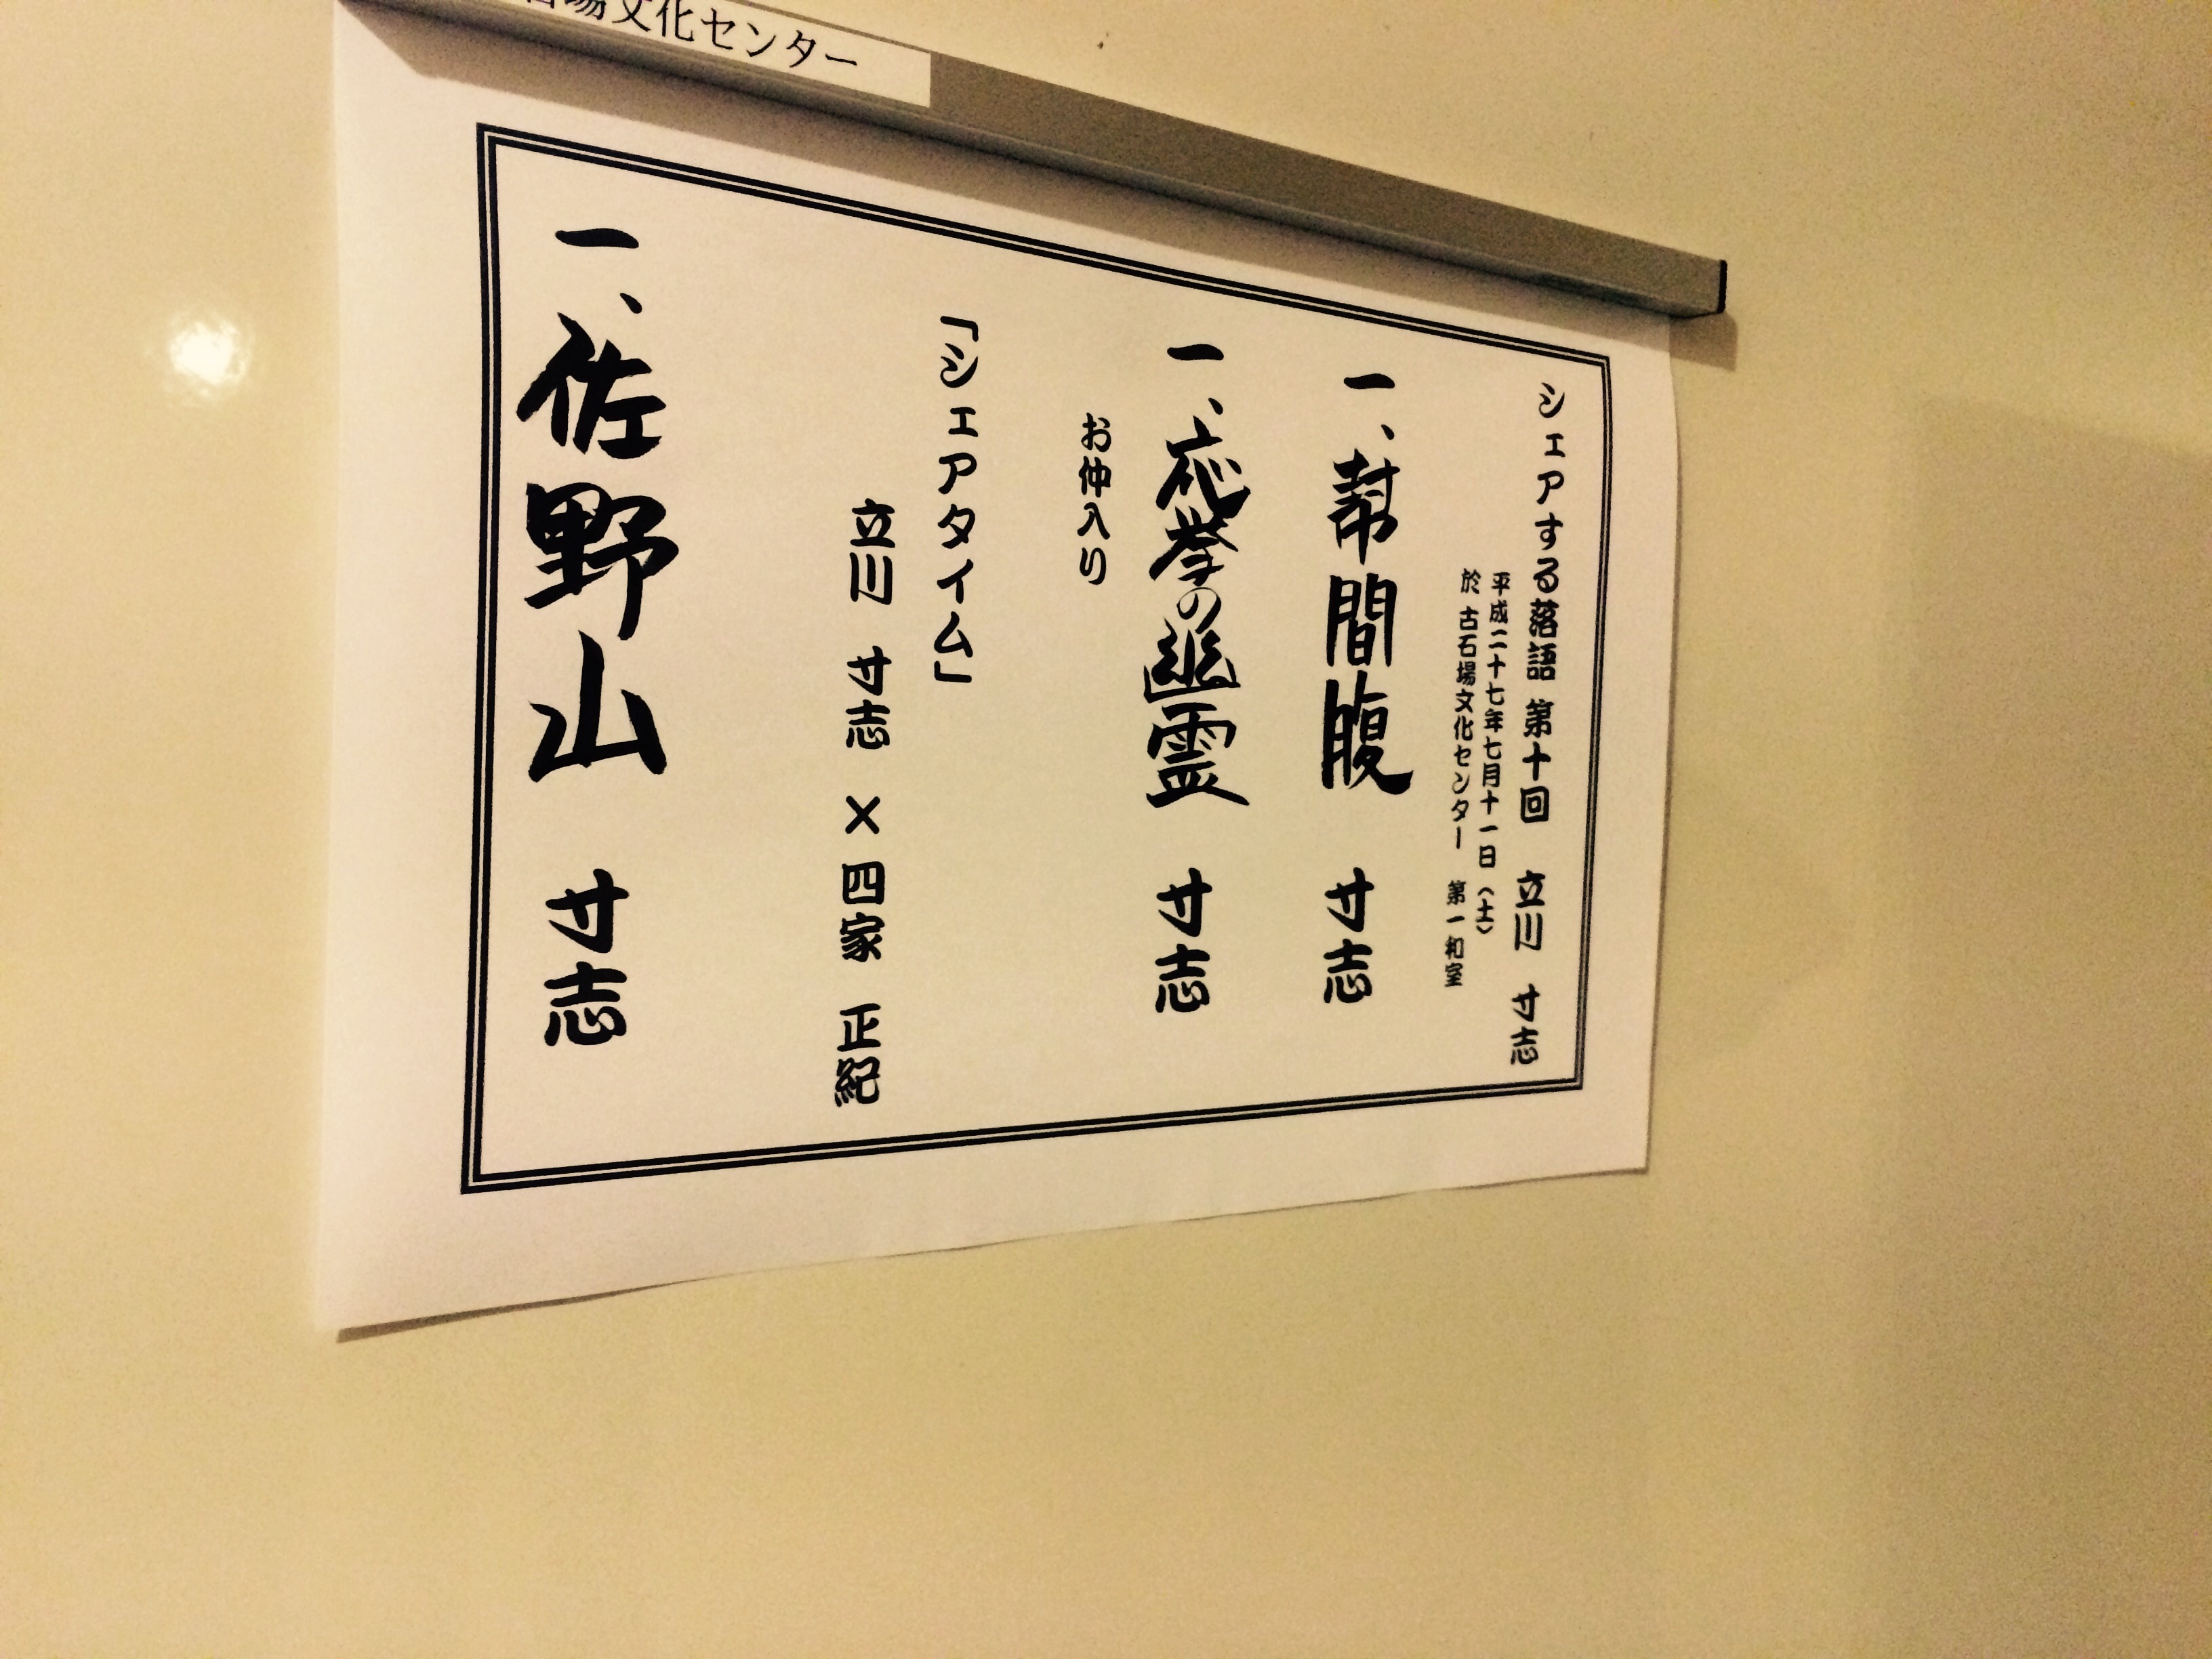 場文化センター
シェアする落語 第十回 立川 寸志
平成二十七年七月十一日（土）
於 古石場文化センター 第一和室
一、幇間腹 寸志
一、応挙の幽霊 寸志
お仲入り
「シェアタイム」
立川 寸志 × 四家 正紀
一、佐野山 寸志